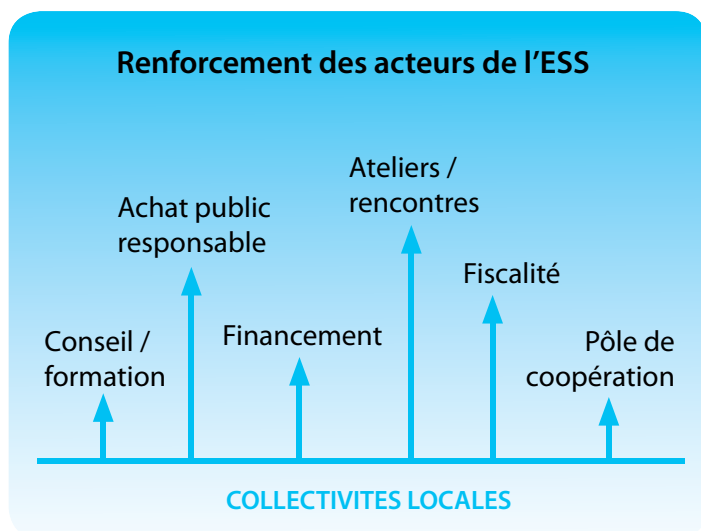 Renforcement des acteurs de l'ESS
Ateliers /
rencontres
Achat public
responsable
Fiscalité
Conseil /
formation
Financement
Pôle de
coopération
COLLECTIVITES LOCALES